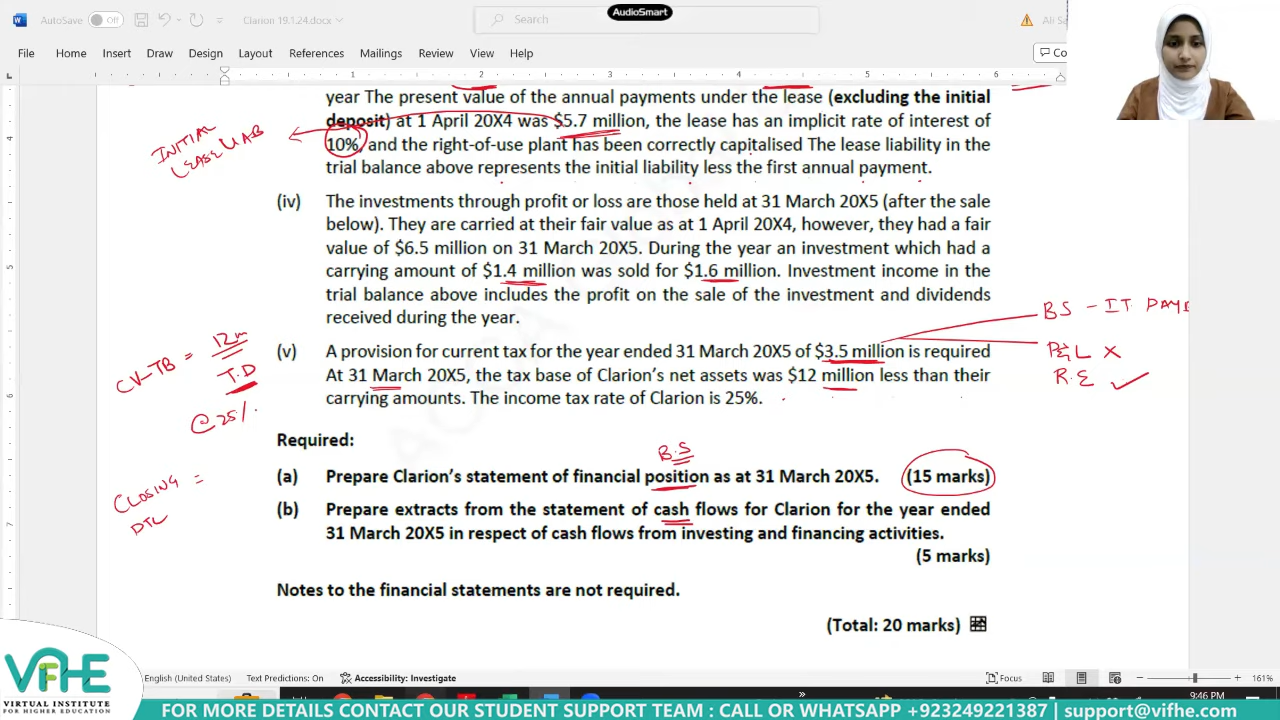 AutoSave Off
Clarion 19.1.24.docx
Search
AudioSmart
Ali
File Home Insert Draw Design Layout References Mailings Review View Help
Co
1 2 3 4 5 6
year The present value of the annual payments under the lease (excluding the initial
deposit) at 1 April 20X4 was $5.7 million, the lease has an implicit rate of interest of
10%, and the right-of-use plant has been correctly capitalised The lease liability in the
trial balance above represents the initial liability less the first annual payment.
INITIAL
LEASE LIAB
(iv) The investments through profit or loss are those held at 31 March 20X5 (after the sale
below). They are carried at their fair value as at 1 April 20X4, however, they had a fair
value of $6.5 million on 31 March 20X5. During the year an investment which had a
carrying amount of $1.4 million was sold for $1.6 million. Investment income in the
trial balance above includes the profit on the sale of the investment and dividends
received during the year.
BS - IT PAYE
P&L X
R.E ✓
(v) A provision for current tax for the year ended 31 March 20X5 of $3.5 million is required
At 31 March 20X5, the tax base of Clarion's net assets was $12 million less than their
carrying amounts. The income tax rate of Clarion is 25%.
CV-TB = 12m
T.D
@25%
Required:
B.S
(a) Prepare Clarion's statement of financial position as at 31 March 20X5. (15 marks)
CLOSING =
DTL
(b) Prepare extracts from the statement of cash flows for Clarion for the year ended
31 March 20X5 in respect of cash flows from investing and financing activities.
(5 marks)
Notes to the financial statements are not required.
(Total: 20 marks)
VFHE
VIRTUAL INSTITUTE
FOR HIGHER EDUCATION
English (United States) Text Predictions: On Accessibility: Investigate Focus 161%
9:46 PM
FOR MORE DETAILS CONTACT OUR STUDENT SUPPORT TEAM : CALL OR WHATSAPP +923249221387 | support@vifhe.com